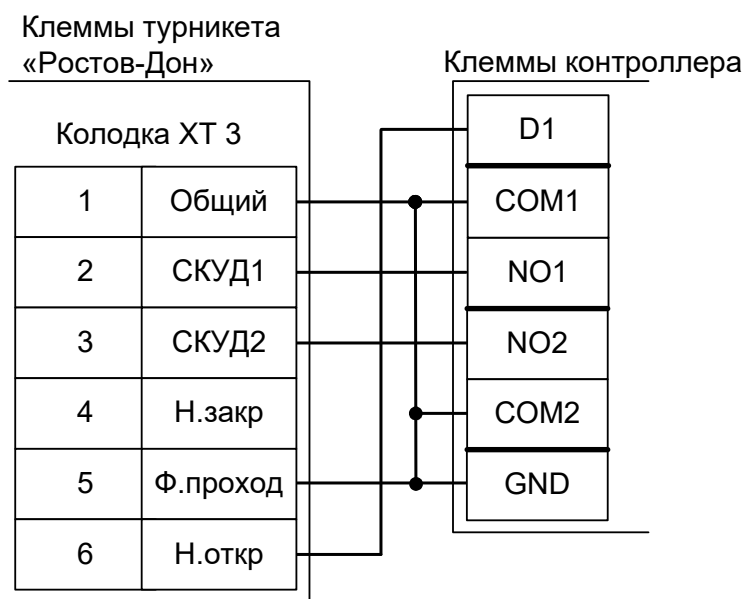 Клеммы турникета
«Ростов-Дон»
Клеммы контроллера
Колодка XT 3
1 Общий
2 СКУД1
3 СКУД2
4 Н.закр
5 Ф.проход
6 Н.откр
D1
COM1
NO1
NO2
COM2
GND